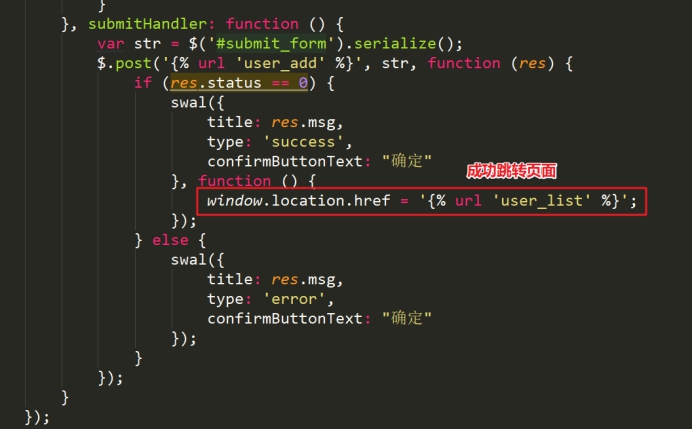 }
}, submitHandler: function () {
var str = $('#submit_form').serialize();
$.post('{% url 'user_add' %}', str, function (res) {
if (res.status == 0) {
swal({
title: res.msg,
type: 'success',
confirmButtonText: "确定"
}, function () {
成功跳转页面
window.location.href = '{% url 'user_list' %}';
});
} else {
swal({
title: res.msg,
type: 'error',
confirmButtonText: "确定"
});
}
});
}
});